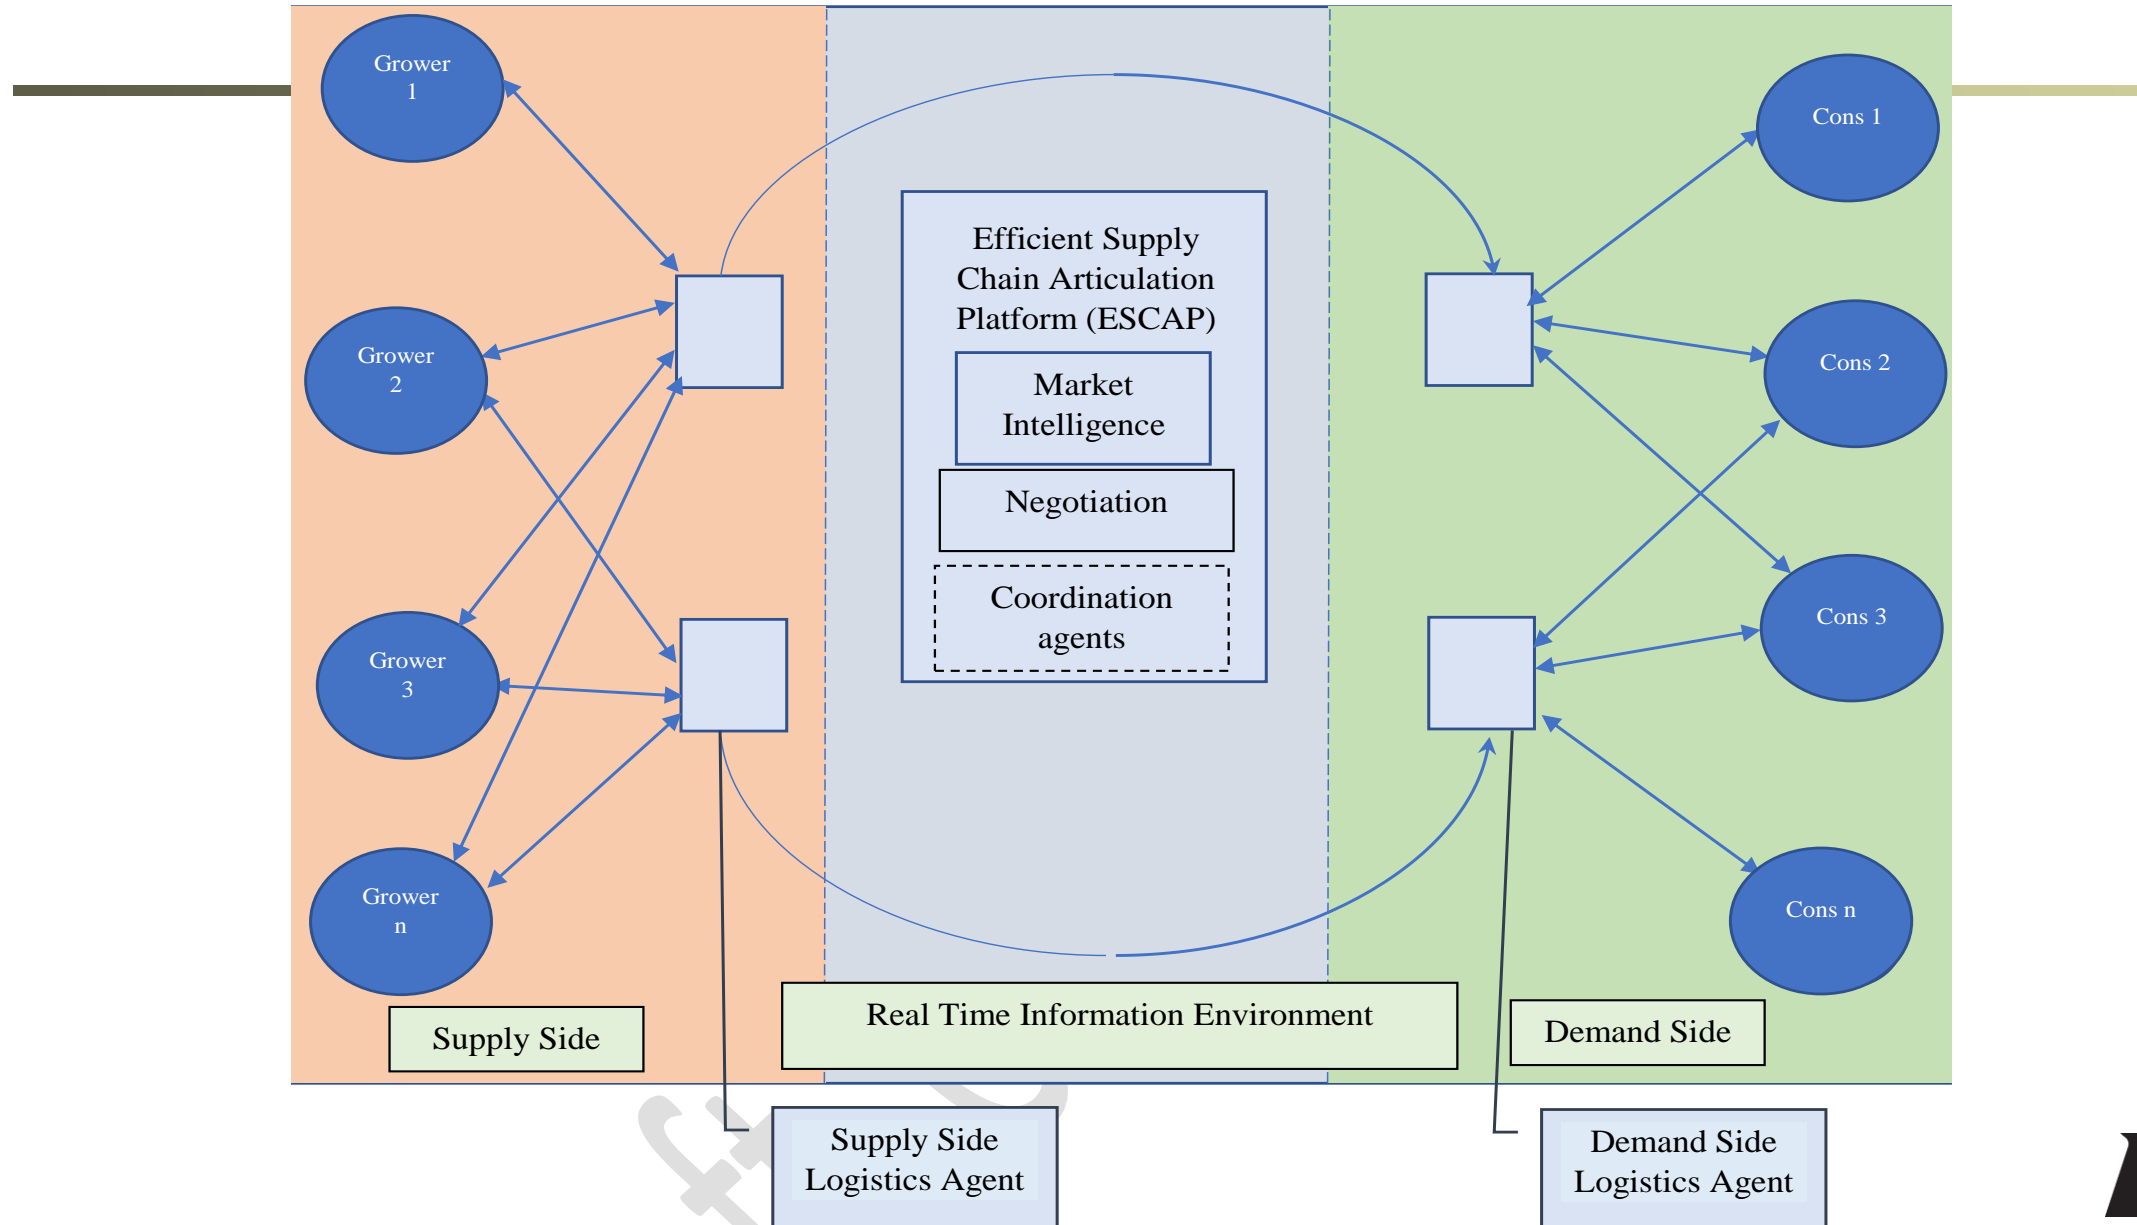 Grower
1
Cons 1
Efficient Supply
Chain Articulation
Platform (ESCAP)
Grower
2
Cons 2
Market
Intelligence
Negotiation
Coordination
agents
Grower
3
Cons 3
Grower
n
Cons n
Supply Side
Real Time Information Environment
Demand Side
Supply Side
Logistics Agent
Demand Side
Logistics Agent